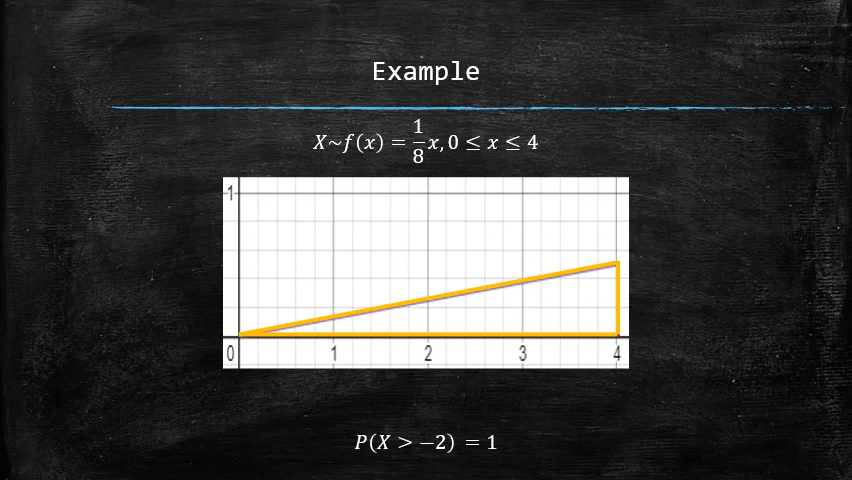 Example
X~f(x) = 1/8 x, 0 ≤ x ≤ 4
1
0 1 2 3 4
P(X > −2) = 1